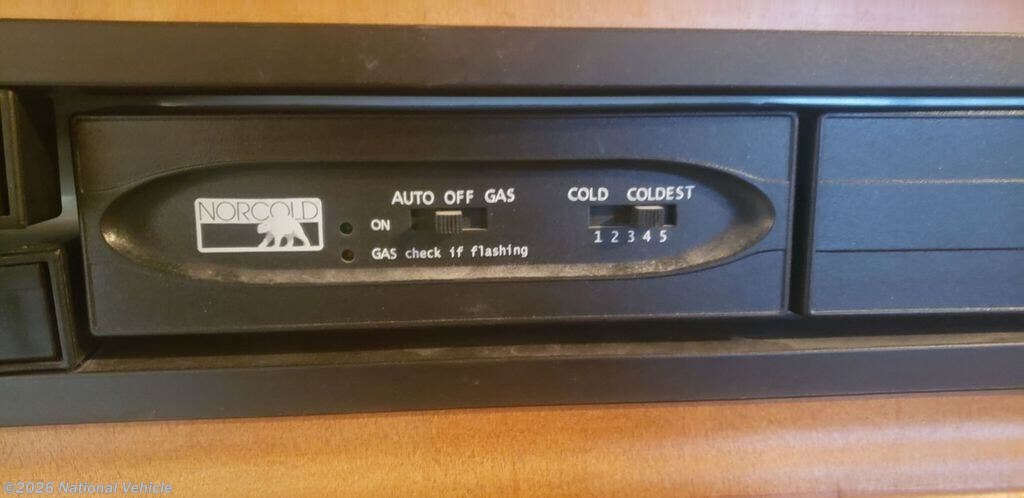 NORCOLD
AUTO OFF GAS
ON
GAS check if flashing
COLD COLDEST
1 2 3 4 5
©2026 National Vehicle